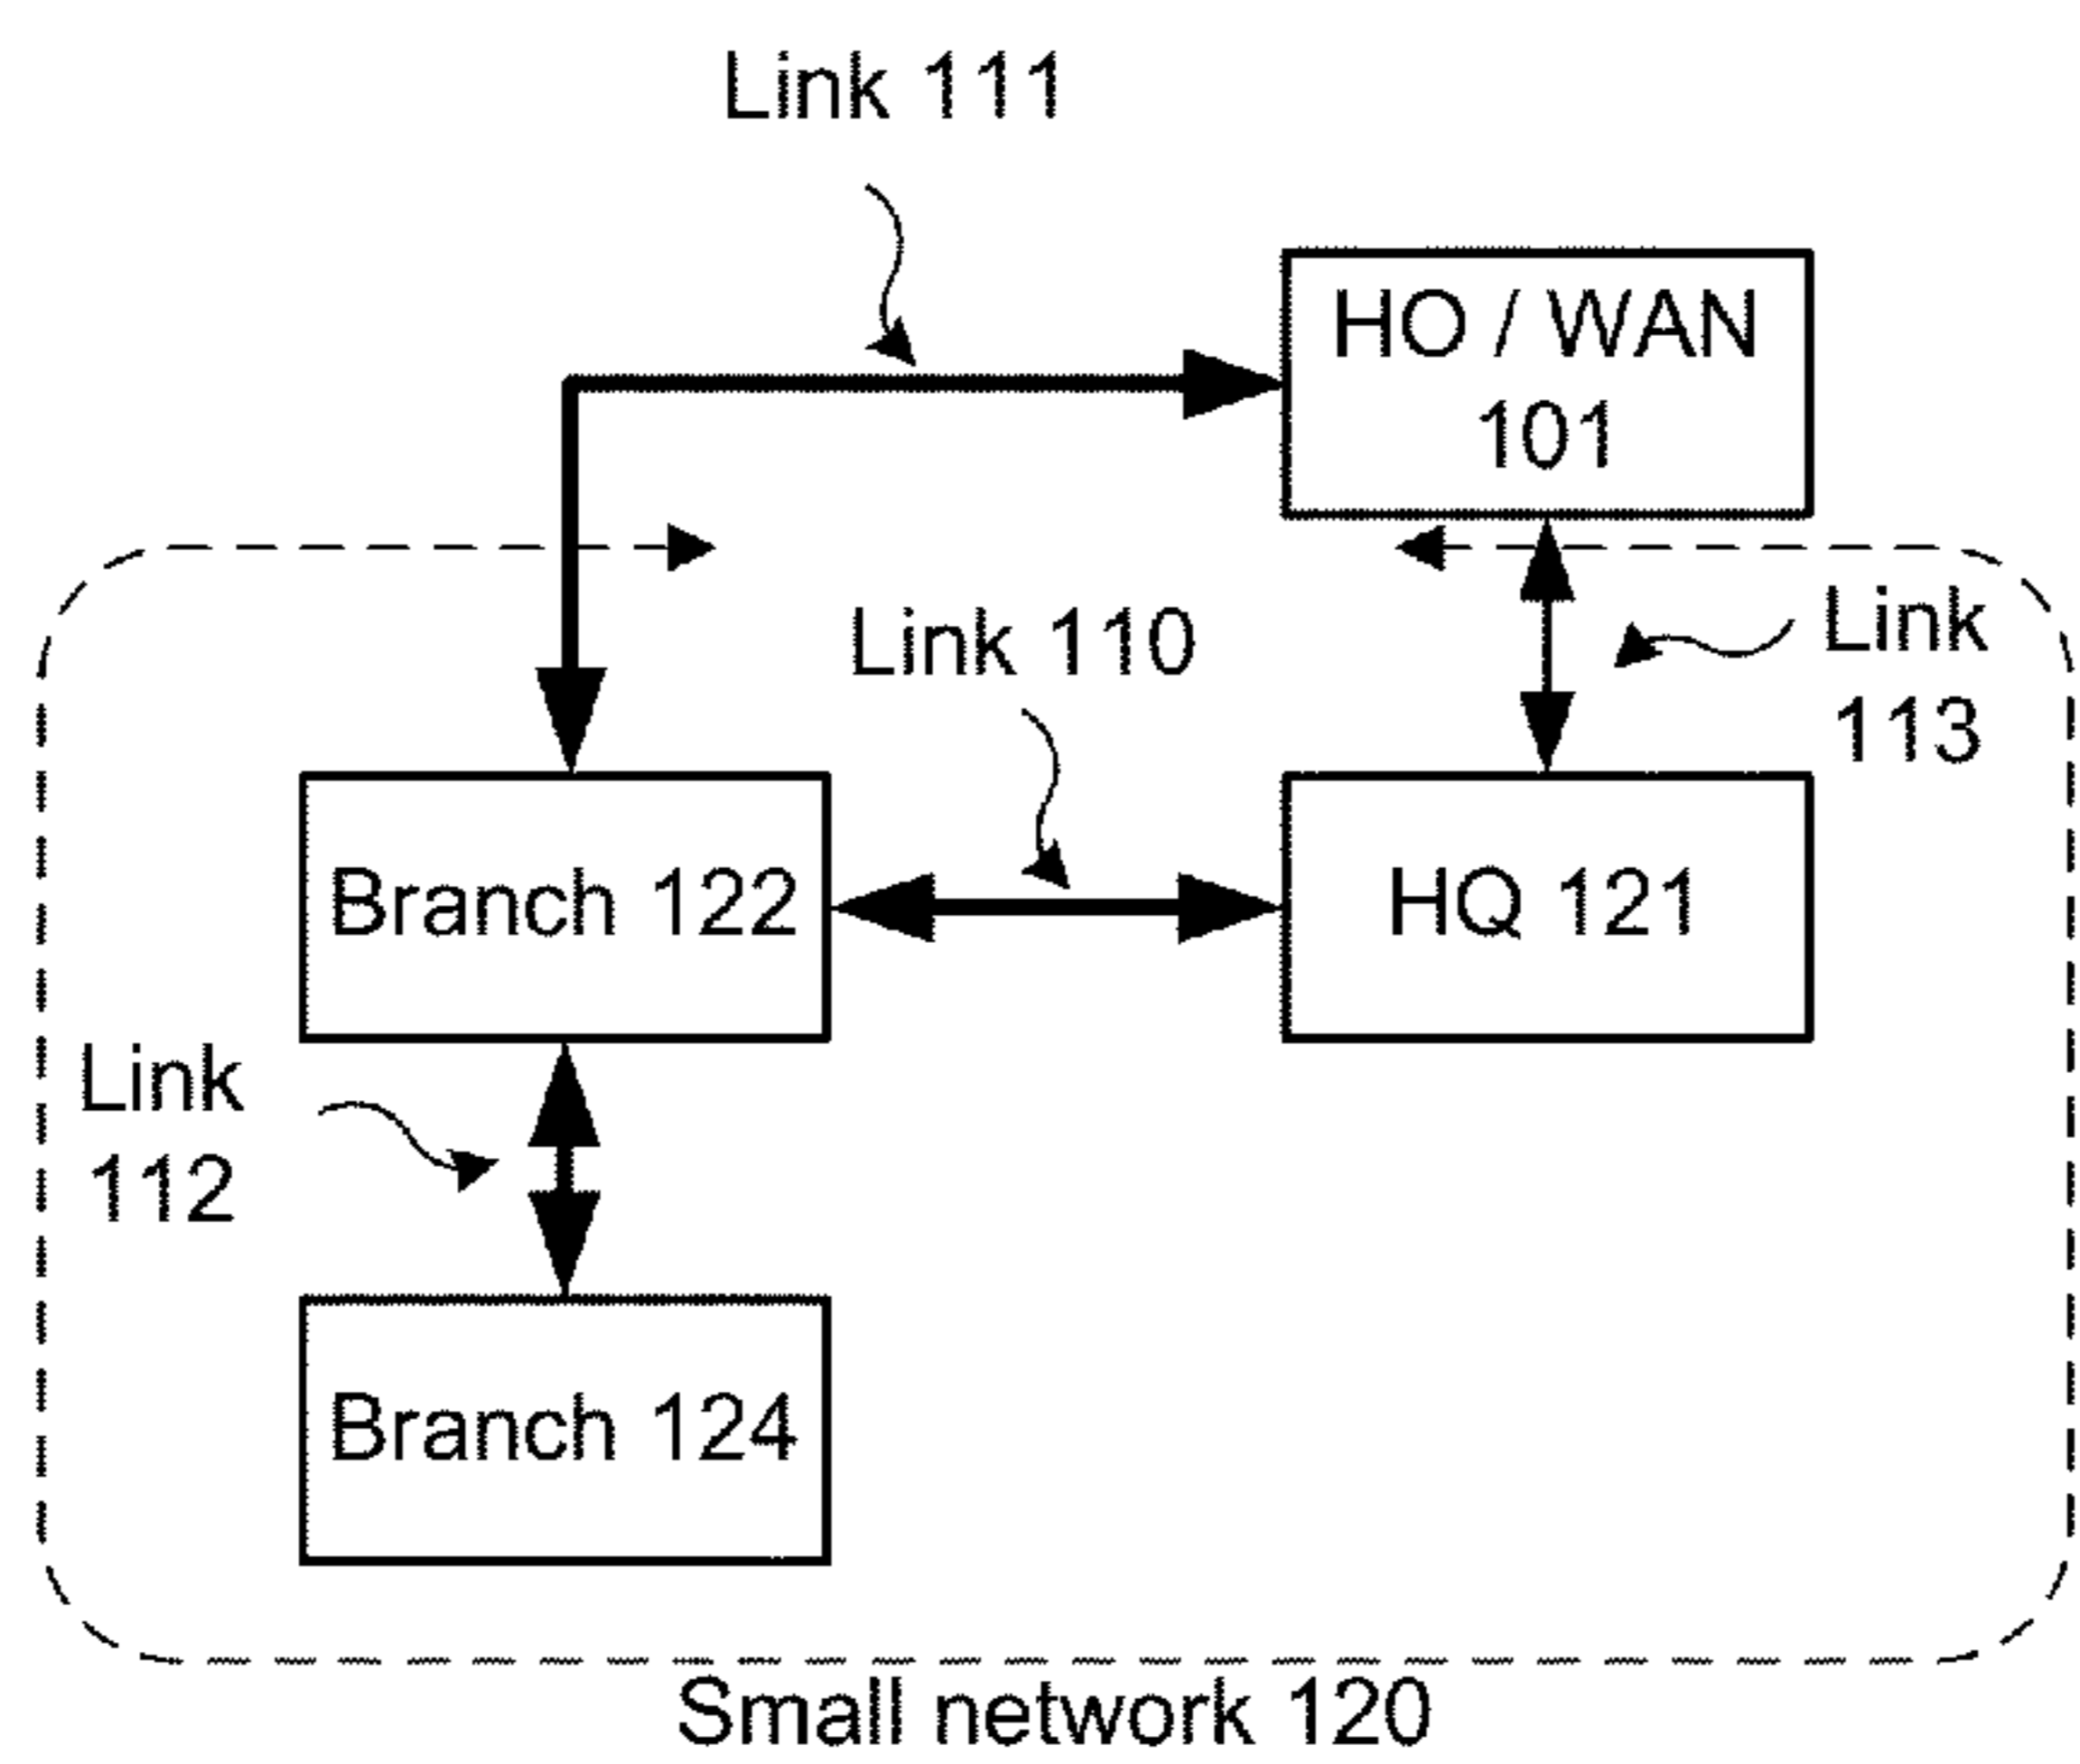 Link 111
HO / WAN
101
Link 110
Link
113
Branch 122
HQ 121
Link
112
Branch 124
Small network 120